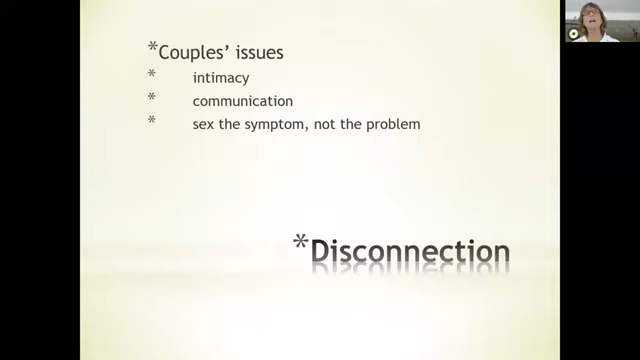 *Couples' issues
* intimacy
* communication
* sex the symptom, not the problem
*Disconnection